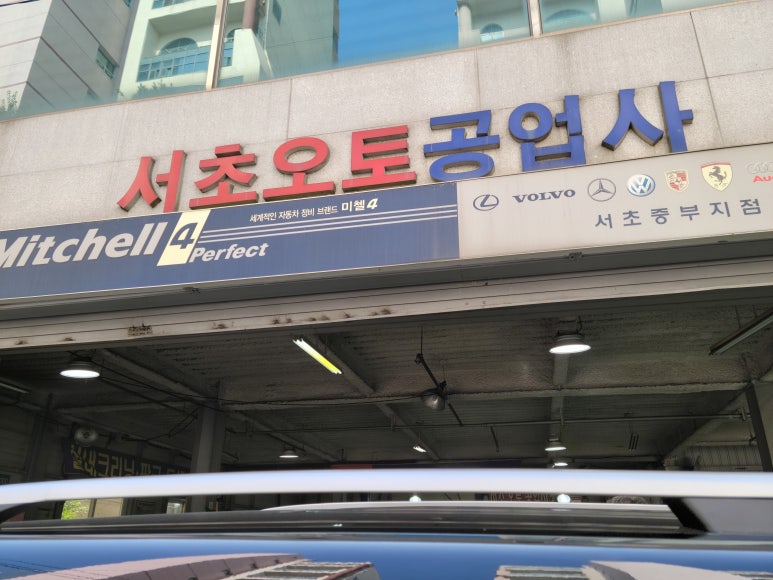 서초오토공업사
세계적인 자동차 정비 브랜드 미첼4
Mitchell 4
Perfect
VOLVO
서초중부지점